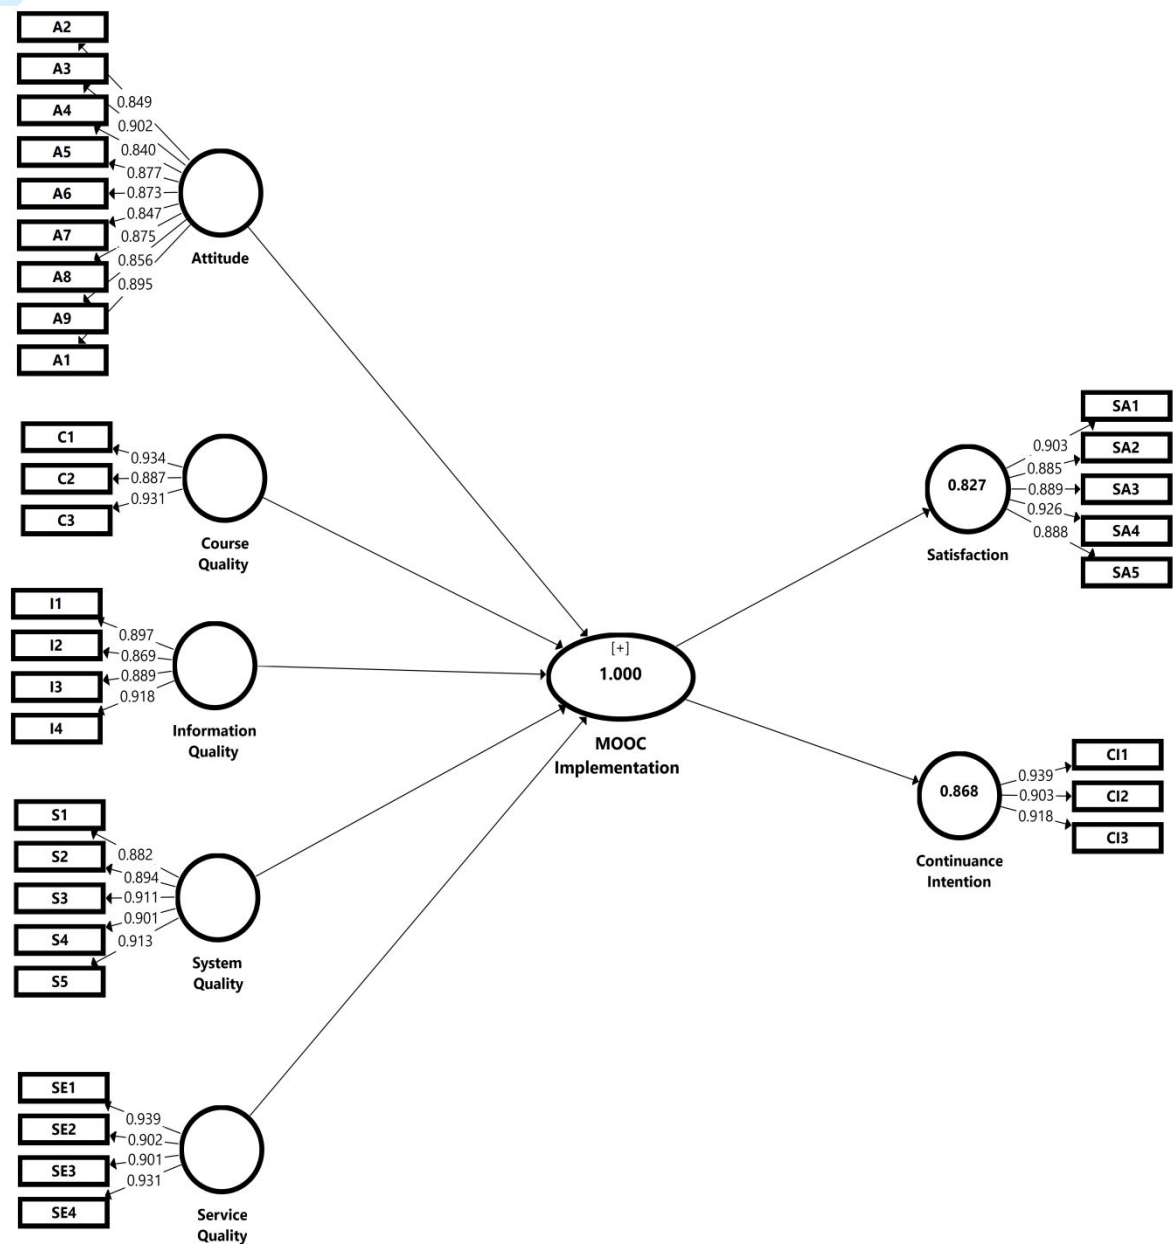 A2
A3
A4
A5
A6
A7
A8
A9
A1
0.849
0.902
0.840
0.877
0.873
0.847
0.875
0.856
0.895
Attitude
C1
C2
C3
0.934
0.887
0.931
Course
Quality
I1
I2
I3
I4
0.897
0.869
0.889
0.918
Information
Quality
S1
S2
S3
S4
S5
0.882
0.894
0.911
0.901
0.913
System
Quality
SE1
SE2
SE3
SE4
0.939
0.902
0.901
0.931
Service
Quality
[+]
1.000
MOOC
Implementation
0.827
Satisfaction
0.903
0.885
0.889
0.926
0.888
SA1
SA2
SA3
SA4
SA5
0.868
Continuance
Intention
0.939
0.903
0.918
CI1
CI2
CI3